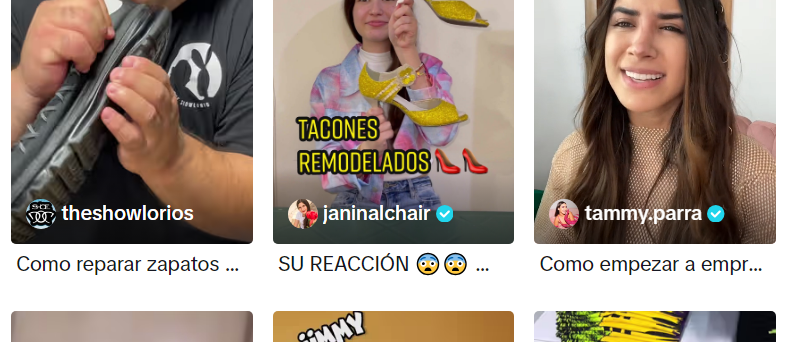 TACONES
REMODELADOS
theshowlorios
janinalchair
tammy.parra
Como reparar zapatos ...
SU REACCIÓN 😨😨 ...
Como empezar a empr...